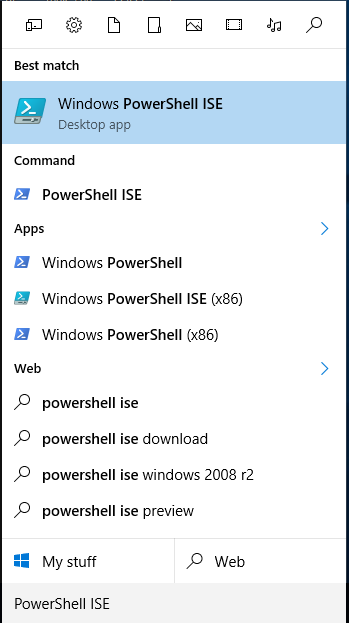 Best match
Windows PowerShell ISE
Desktop app
Command
PowerShell ISE
Apps
Windows PowerShell
Windows PowerShell ISE (x86)
Windows PowerShell (x86)
Web
powershell ise
powershell ise download
powershell ise windows 2008 r2
powershell ise preview
My stuff
Web
PowerShell ISE